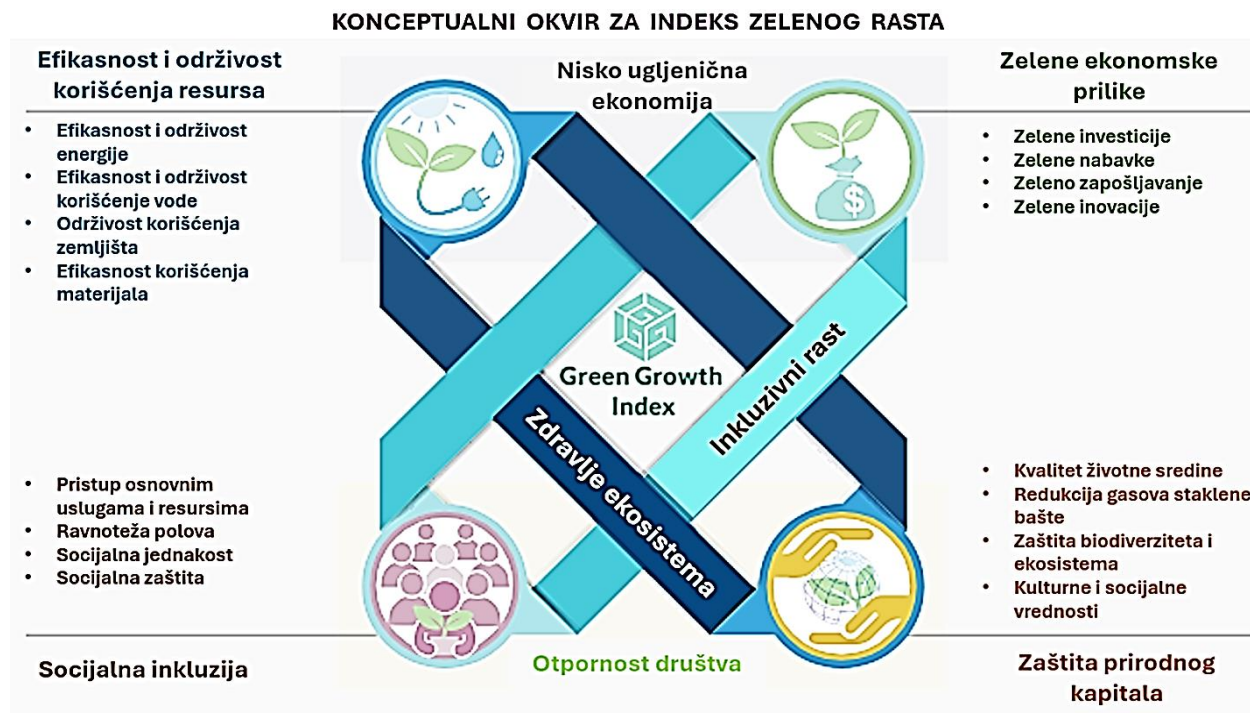 KONCEPTUALNI OKVIR ZA INDEKS ZELENOG RASTA
Efikasnost i održivost
korišćenja resursa
• Efikasnost i održivost
energije
• Efikasnost i održivost
korišćenje vode
• Održivost korišćenja
zemljišta
• Efikasnost korišćenja
materijala
Nisko ugljenična
ekonomija
Zelene ekonomske
prilike
• Zelene investicije
• Zelene nabavke
• Zeleno zapošljavanje
• Zelene inovacije
$
Green Growth
Index
Inkluzivni rast
Zdravlje ekosistema
• Pristup osnovnim
uslugama i resursima
• Ravnoteža polova
• Socijalna jednakost
• Socijalna zaštita
Socijalna inkluzija
Otpornost društva
• Kvalitet životne sredine
• Redukcija gasova staklene
bašte
• Zaštita biodiverziteta i
ekosistema
• Kulturne i socijalne
vrednosti
Zaštita prirodnog
kapitala